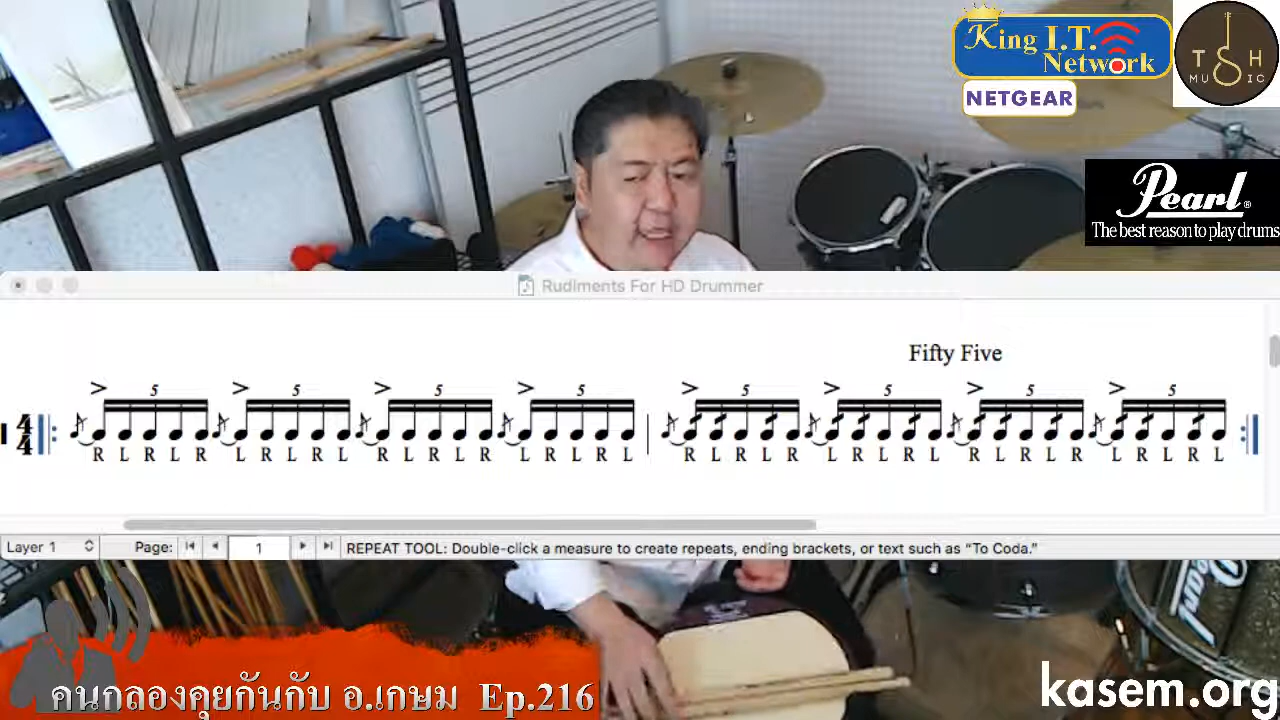 King I.T.
Network
NETGEAR
T S H
MUSIC
Pearl®
The best reason to play drums
Rudiments For HD Drummer
Fifty Five
5 5 5 5 5 5 5 5
4
4
R L R L R L R L R L R L R L R L R L R L R L R L R L R L R L R L R L R L R L R L
Layer 1 Page: 1 REPEAT TOOL: Double-click a measure to create repeats, ending brackets, or text such as “To Coda.”
Pearl
คนกลองคุยกันกับ อ.เกษม Ep.216
kasem.org